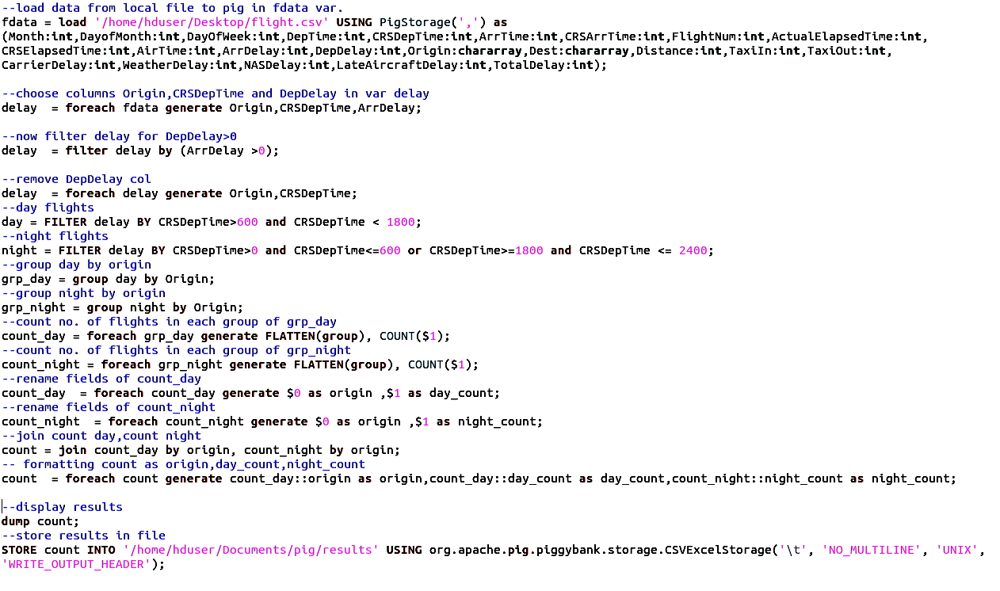 --load data from local file to pig in fdata var.
fdata = load '/home/hduser/Desktop/flight.csv' USING PigStorage(',') as
(Month:int,DayofMonth:int,DayOfWeek:int,DepTime:int,CRSDepTime:int,ArrTime:int,CRSArrTime:int,FlightNum:int,ActualElapsedTime:int,
CRSElapsedTime:int,AirTime:int,ArrDelay:int,DepDelay:int,Origin:chararray,Dest:chararray,Distance:int,TaxiIn:int,TaxiOut:int,
CarrierDelay:int,WeatherDelay:int,NASDelay:int,LateAircraftDelay:int,TotalDelay:int);

--choose columns Origin,CRSDepTime and DepDelay in var delay
delay  = foreach fdata generate Origin,CRSDepTime,ArrDelay;

--now filter delay for DepDelay>0
delay  = filter delay by (ArrDelay >0);

--remove DepDelay col
delay  = foreach delay generate Origin,CRSDepTime;
--day flights
day = FILTER delay BY CRSDepTime>600 and CRSDepTime < 1800;
--night flights
night = FILTER delay BY CRSDepTime>0 and CRSDepTime<=600 or CRSDepTime>=1800 and CRSDepTime <= 2400;
--group day by origin
grp_day = group day by Origin;
--group night by origin
grp_night = group night by Origin;
--count no. of flights in each group of grp_day
count_day = foreach grp_day generate FLATTEN(group), COUNT($1);
--count no. of flights in each group of grp_night
count_night = foreach grp_night generate FLATTEN(group), COUNT($1);
--rename fields of count_day
count_day  = foreach count_day generate $0 as origin ,$1 as day_count;
--rename fields of count_night
count_night  = foreach count_night generate $0 as origin ,$1 as night_count;
--join count day,count night
count = join count_day by origin, count_night by origin;
-- formatting count as origin,day_count,night_count
count  = foreach count generate count_day::origin as origin,count_day::day_count as day_count,count_night::night_count as night_count;

--display results
dump count;
--store results in file
STORE count INTO '/home/hduser/Documents/pig/results' USING org.apache.pig.piggybank.storage.CSVExcelStorage('\t', 'NO_MULTILINE', 'UNIX',
'WRITE_OUTPUT_HEADER');